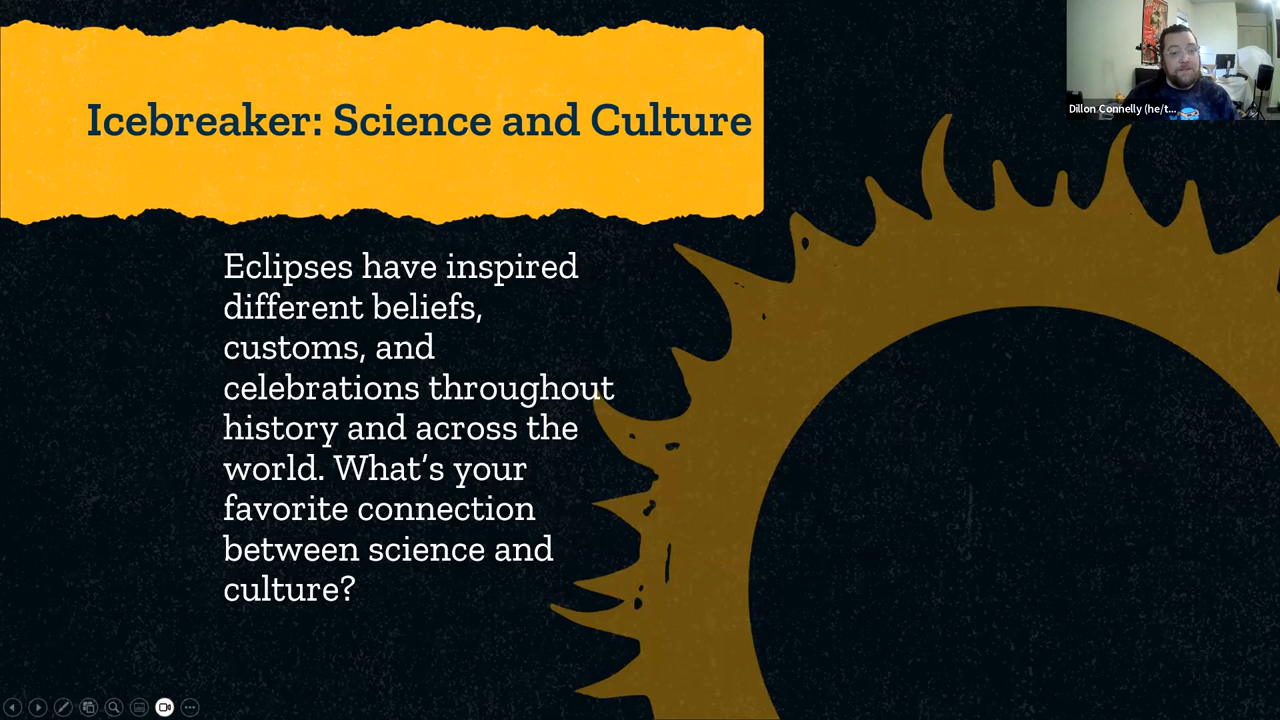 Icebreaker: Science and Culture
Dillon Connelly (he/t...
Eclipses have inspired
different beliefs,
customs, and
celebrations throughout
history and across the
world. What's your
favorite connection
between science and
culture?